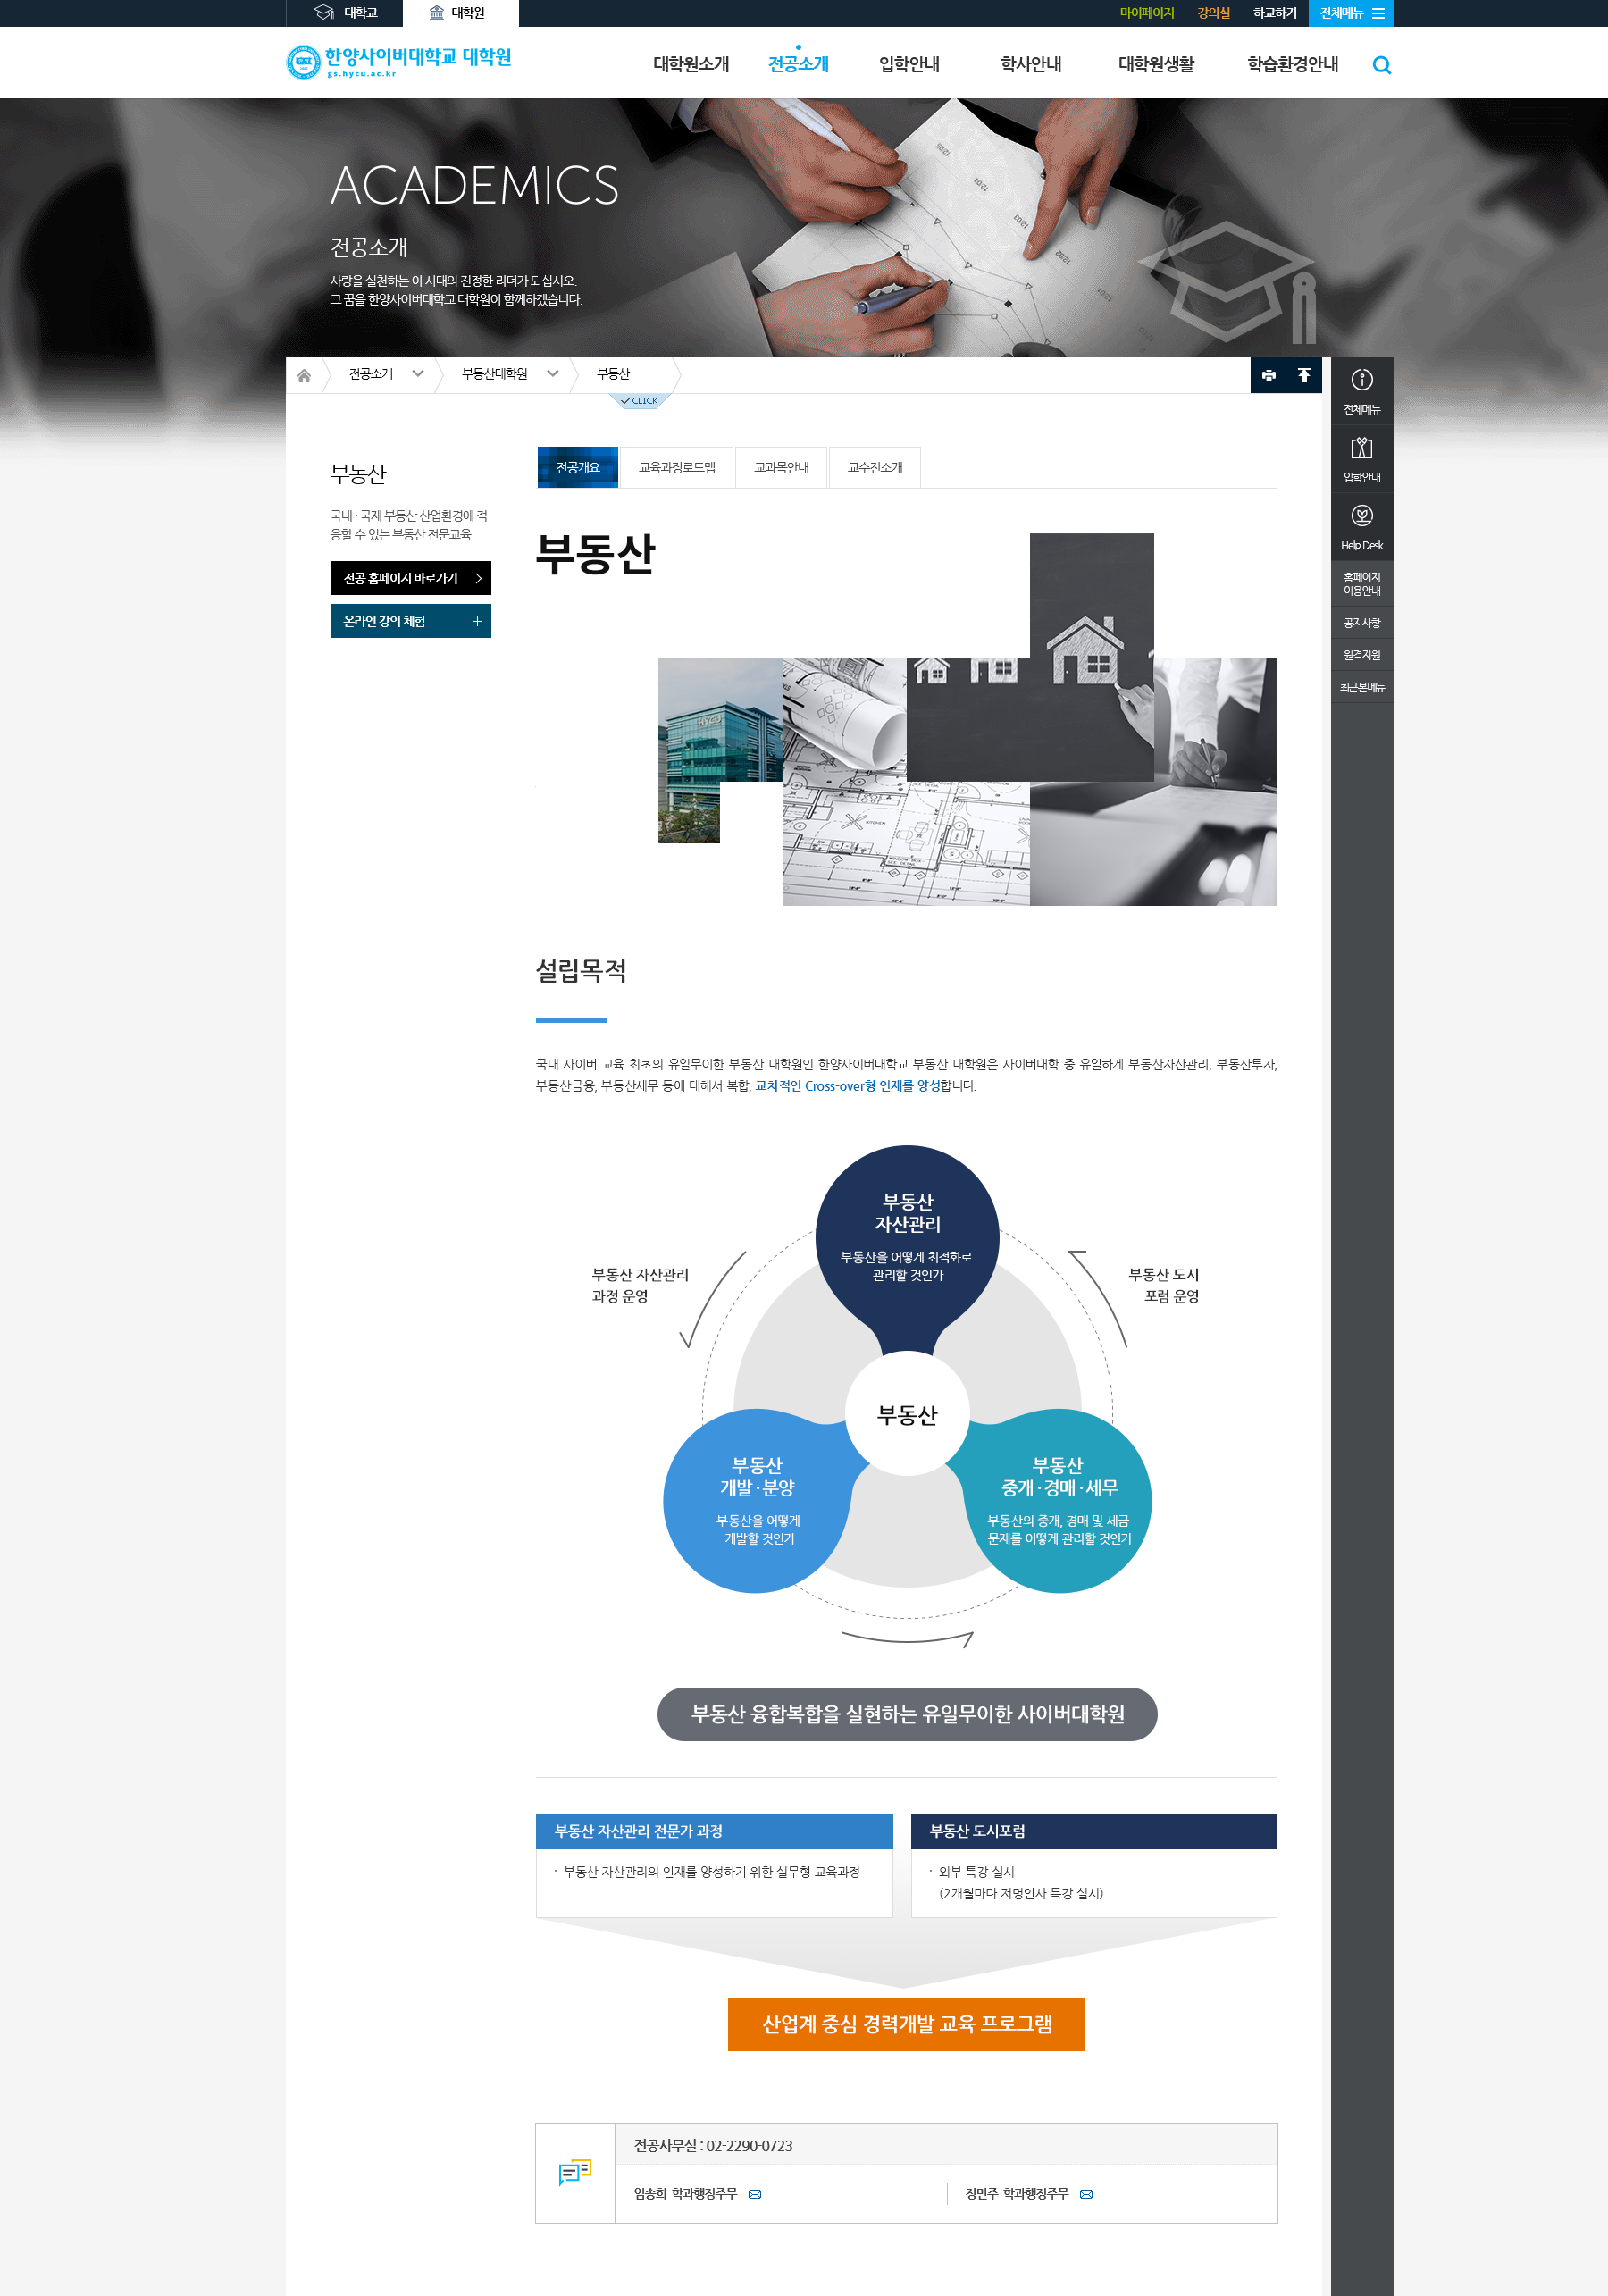 대학교
대학원
마이페이지
강의실
하교하기
전체메뉴
한양사이버대학교 대학원
gs.hycu.ac.kr
대학원소개
전공소개
입학안내
학사안내
대학원생활
학습환경안내
ACADEMICS
전공소개
사랑을 실천하는 이 시대의 진정한 리더가 되십시오.
그 꿈을 한양사이버대학교 대학원이 함께하겠습니다.
12/05
12/04
12/03
12/02
12/01
12/00
전공소개
부동산대학원
부동산
CLICK
전체메뉴
입학안내
Help Desk
홈페이지
이용안내
공지사항
원격지원
최근본메뉴
부동산
국내 · 국제 부동산 산업환경에 적
응할 수 있는 부동산 전문교육
전공 홈페이지 바로가기
온라인 강의 체험
전공개요
교육과정로드맵
교과목안내
교수진소개
부동산
HYCU
KITCHEN
설립목적
국내 사이버 교육 최초의 유일무이한 부동산 대학원인 한양사이버대학교 부동산 대학원은 사이버대학 중 유일하게 부동산자산관리, 부동산투자,
부동산금융, 부동산세무 등에 대해서 복합, 교차적인 Cross-over형 인재를 양성합니다.
부동산
자산관리
부동산을 어떻게 최적화로
관리할 것인가
부동산 자산관리
과정 운영
부동산 도시
포럼 운영
부동산
부동산
개발·분양
부동산을 어떻게
개발할 것인가
부동산
중개·경매·세무
부동산의 중개, 경매 및 세금
문제를 어떻게 관리할 것인가
부동산 융합복합을 실현하는 유일무이한 사이버대학원
부동산 자산관리 전문가 과정
· 부동산 자산관리의 인재를 양성하기 위한 실무형 교육과정
부동산 도시포럼
· 외부 특강 실시
(2개월마다 저명인사 특강 실시)
산업계 중심 경력개발 교육 프로그램
전공사무실 : 02-2290-0723
임송희 학과행정주무
정민주 학과행정주무